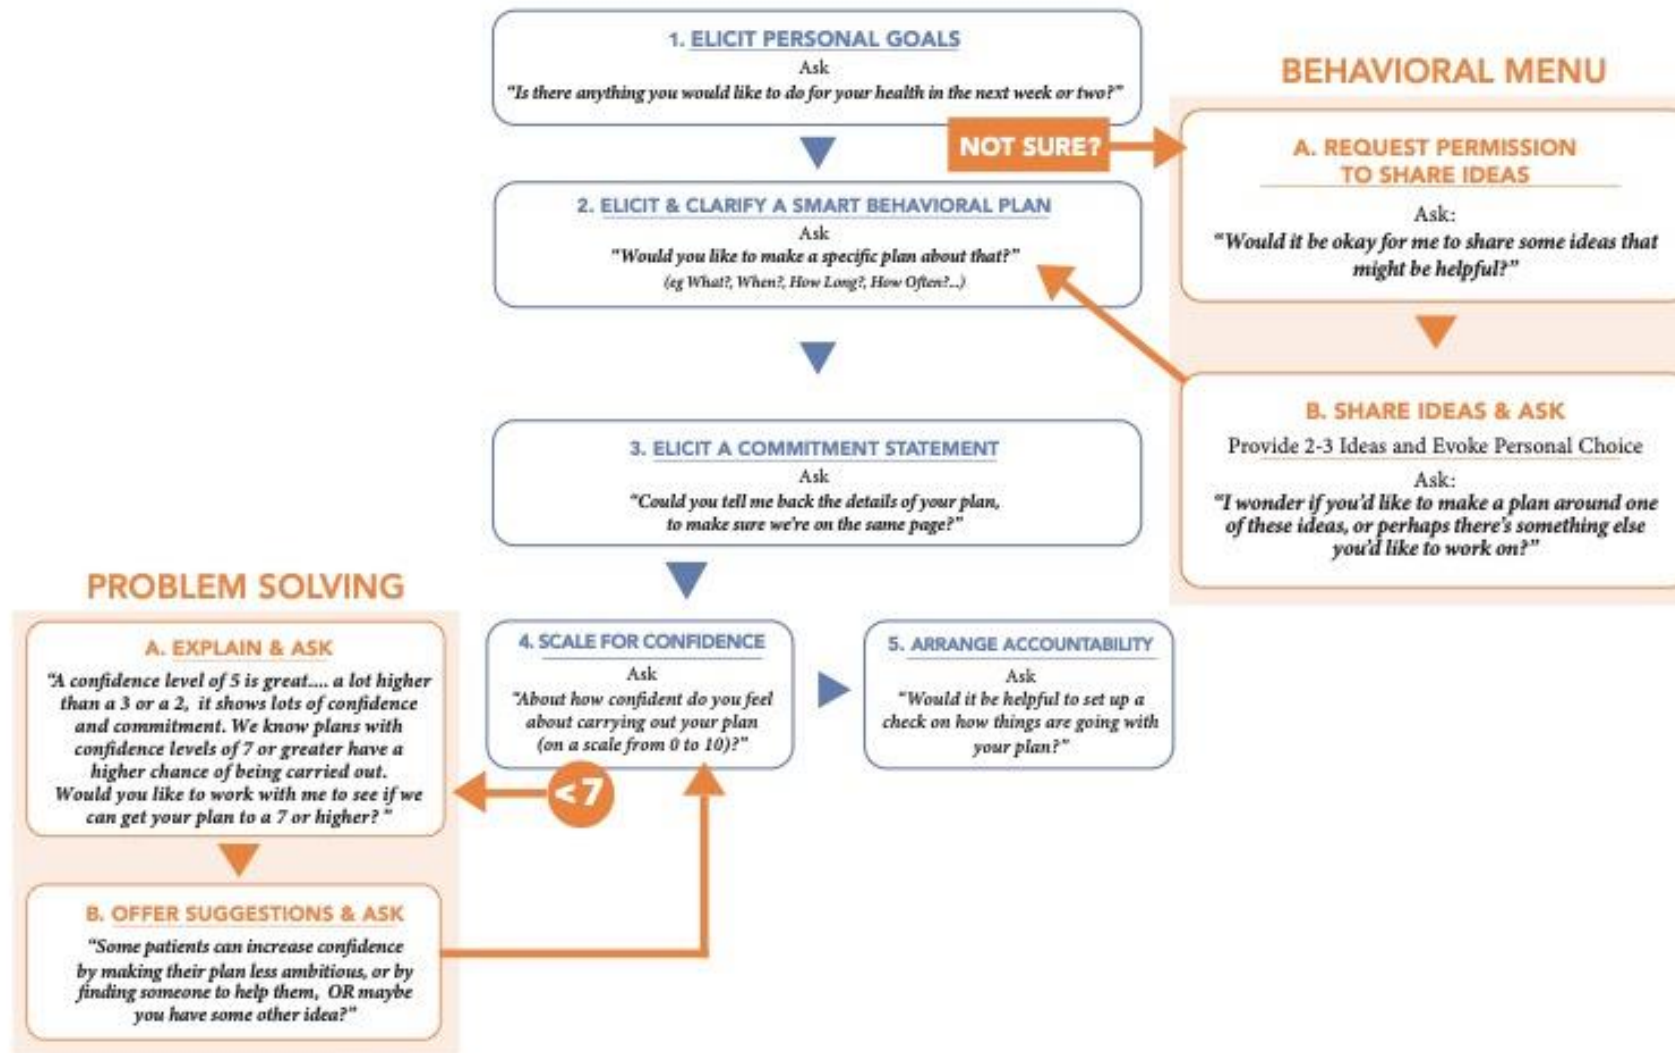 1. ELICIT PERSONAL GOALS
Ask
“Is there anything you would like to do for your health in the next week or two?”
NOT SURE?
2. ELICIT & CLARIFY A SMART BEHAVIORAL PLAN
Ask
“Would you like to make a specific plan about that?”
(eg What?, When?, How Long?, How Often?...)
BEHAVIORAL MENU
A. REQUEST PERMISSION
TO SHARE IDEAS
Ask:
“Would it be okay for me to share some ideas that
might be helpful?”
B. SHARE IDEAS & ASK
Provide 2-3 Ideas and Evoke Personal Choice
Ask:
“I wonder if you’d like to make a plan around one
of these ideas, or perhaps there’s something else
you’d like to work on?”
3. ELICIT A COMMITMENT STATEMENT
Ask
“Could you tell me back the details of your plan,
to make sure we’re on the same page?”
4. SCALE FOR CONFIDENCE
Ask
“About how confident do you feel
about carrying out your plan
(on a scale from 0 to 10)?”
<7
5. ARRANGE ACCOUNTABILITY
Ask
“Would it be helpful to set up a
check on how things are going with
your plan?”
PROBLEM SOLVING
A. EXPLAIN & ASK
“A confidence level of 5 is great.... a lot higher
than a 3 or a 2, it shows lots of confidence
and commitment. We know plans with
confidence levels of 7 or greater have a
higher chance of being carried out.
Would you like to work with me to see if we
can get your plan to a 7 or higher? ”
B. OFFER SUGGESTIONS & ASK
“Some patients can increase confidence
by making their plan less ambitious, or by
finding someone to help them, OR maybe
you have some other idea?”